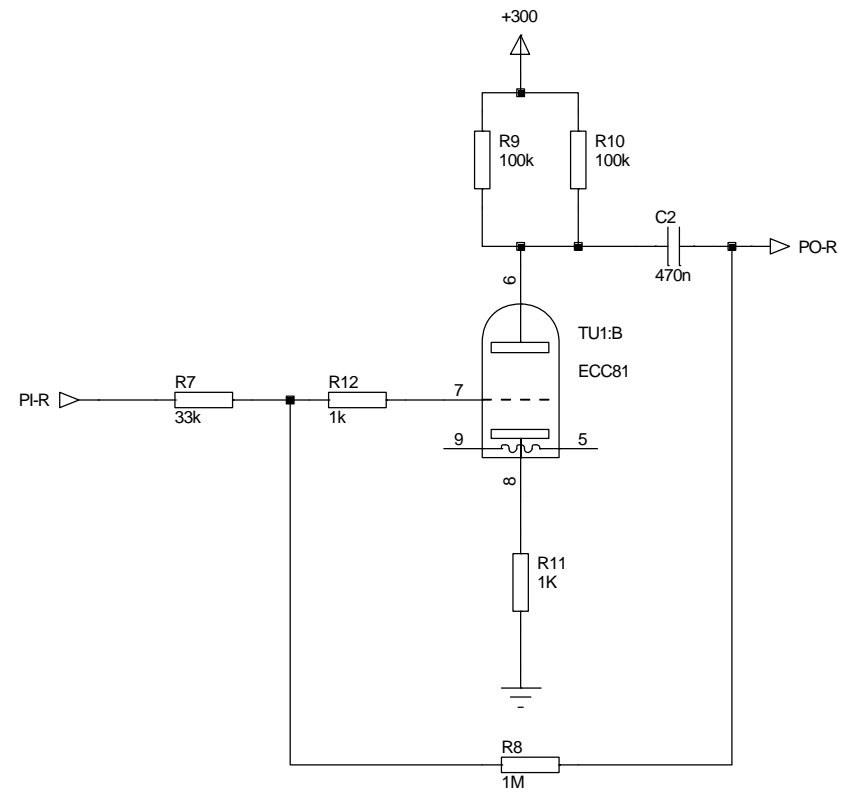 +300
R9
100k
R10
100k
C2
470n
PO-R
6
TU1:B
ECC81
PI-R
R7
33k
R12
1k
7
9
5
8
R11
1K
R8
1M